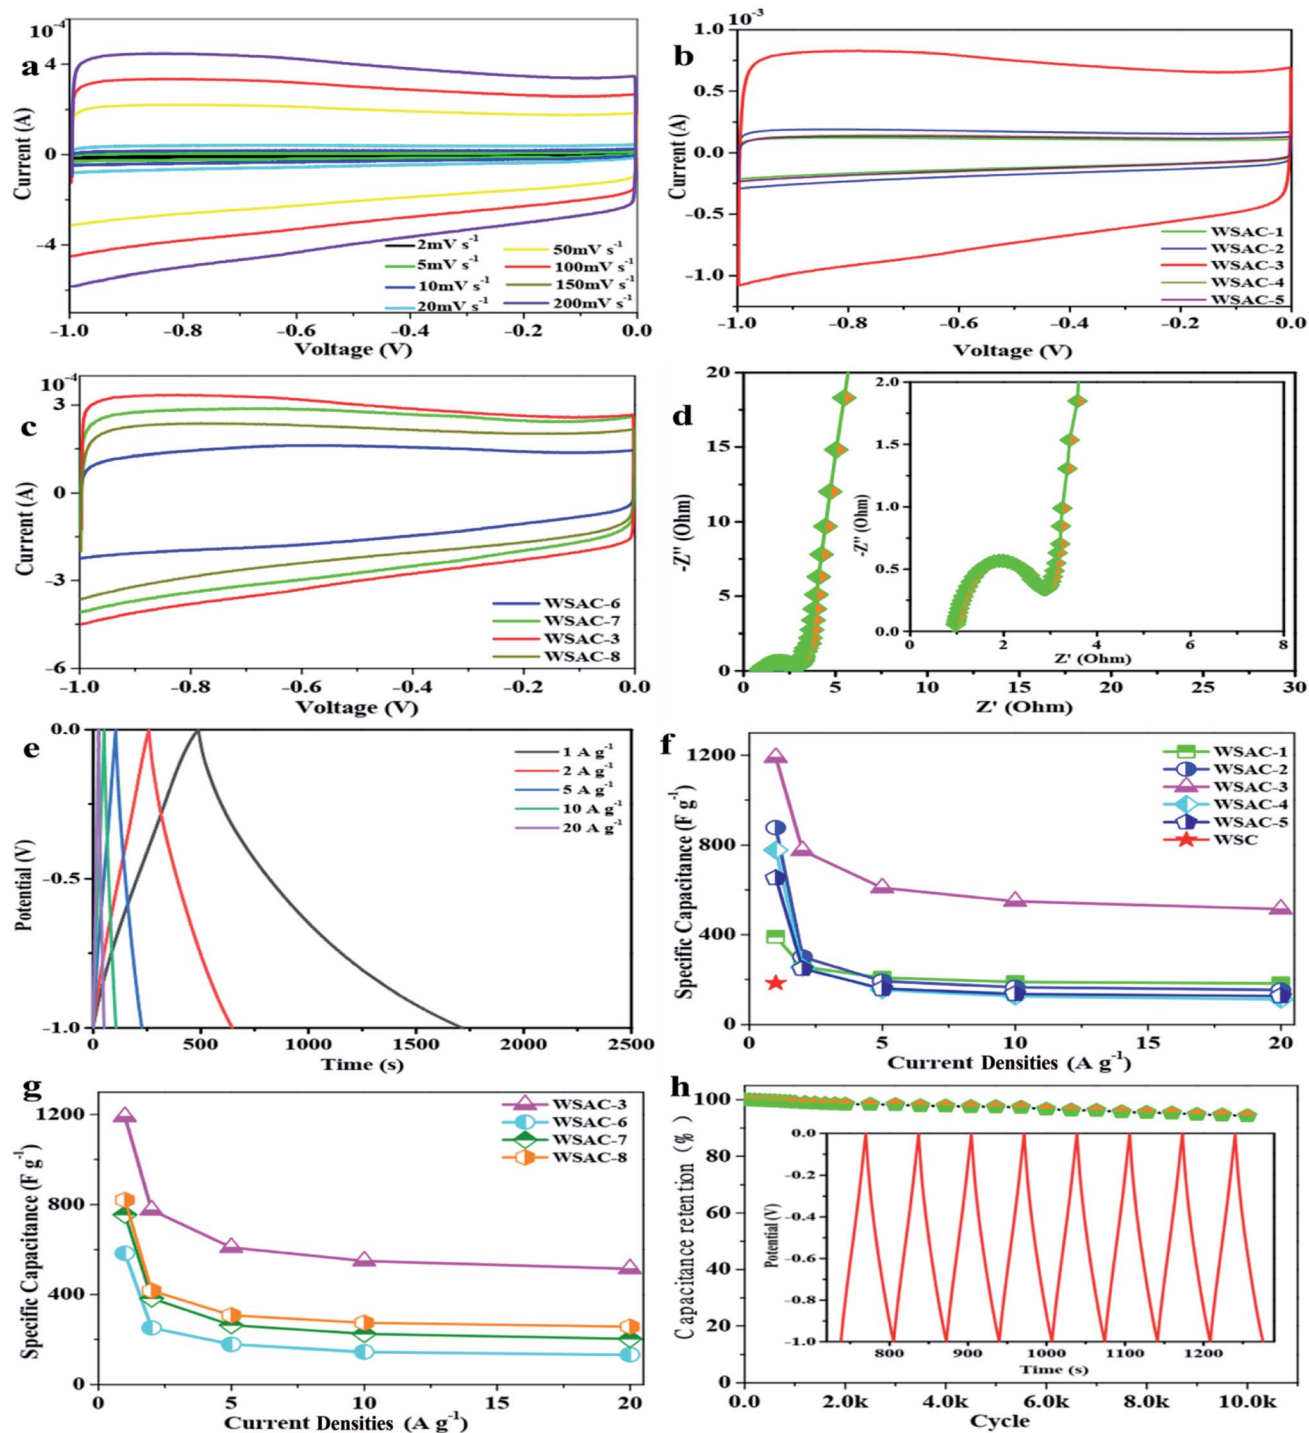 a
10⁻⁴
4
0
-4
Current (A)
2mV s⁻¹
5mV s⁻¹
10mV s⁻¹
20mV s⁻¹
50mV s⁻¹
100mV s⁻¹
150mV s⁻¹
200mV s⁻¹
-1.0 -0.8 -0.6 -0.4 -0.2 0.0
Voltage (V)
b
10⁻³
1.0
0.5
0.0
-0.5
-1.0
Current (A)
WSAC-1
WSAC-2
WSAC-3
WSAC-4
WSAC-5
-1.0 -0.8 -0.6 -0.4 -0.2 0.0
Voltage (V)
c
10⁻⁴
3
0
-3
-6
Current (A)
WSAC-6
WSAC-7
WSAC-3
WSAC-8
-1.0 -0.8 -0.6 -0.4 -0.2 0.0
Voltage (V)
d
20
15
10
5
0
-Z'' (Ohm)
2.0
1.5
1.0
0.5
0.0
-Z'' (Ohm)
0 2 4 6 8
Z' (Ohm)
0 5 10 15 20 25 30
Z' (Ohm)
e
0.0
-0.5
-1.0
Potential (V)
1 A g⁻¹
2 A g⁻¹
5 A g⁻¹
10 A g⁻¹
20 A g⁻¹
0 500 1000 1500 2000 2500
Time (s)
f
1200
800
400
0
Specific Capacitance (F g⁻¹)
WSAC-1
WSAC-2
WSAC-3
WSAC-4
WSAC-5
WSC
0 5 10 15 20
Current Densities (A g⁻¹)
g
1200
800
400
0
Specific Capacitance (F g⁻¹)
WSAC-3
WSAC-6
WSAC-7
WSAC-8
0 5 10 15 20
Current Densities (A g⁻¹)
h
100
80
60
40
20
0
Capacitance retention (%)
0.0
-0.2
-0.4
-0.6
-0.8
-1.0
Potential (V)
800 900 1000 1100 1200
Time (s)
0.0 2.0k 4.0k 6.0k 8.0k 10.0k
Cycle